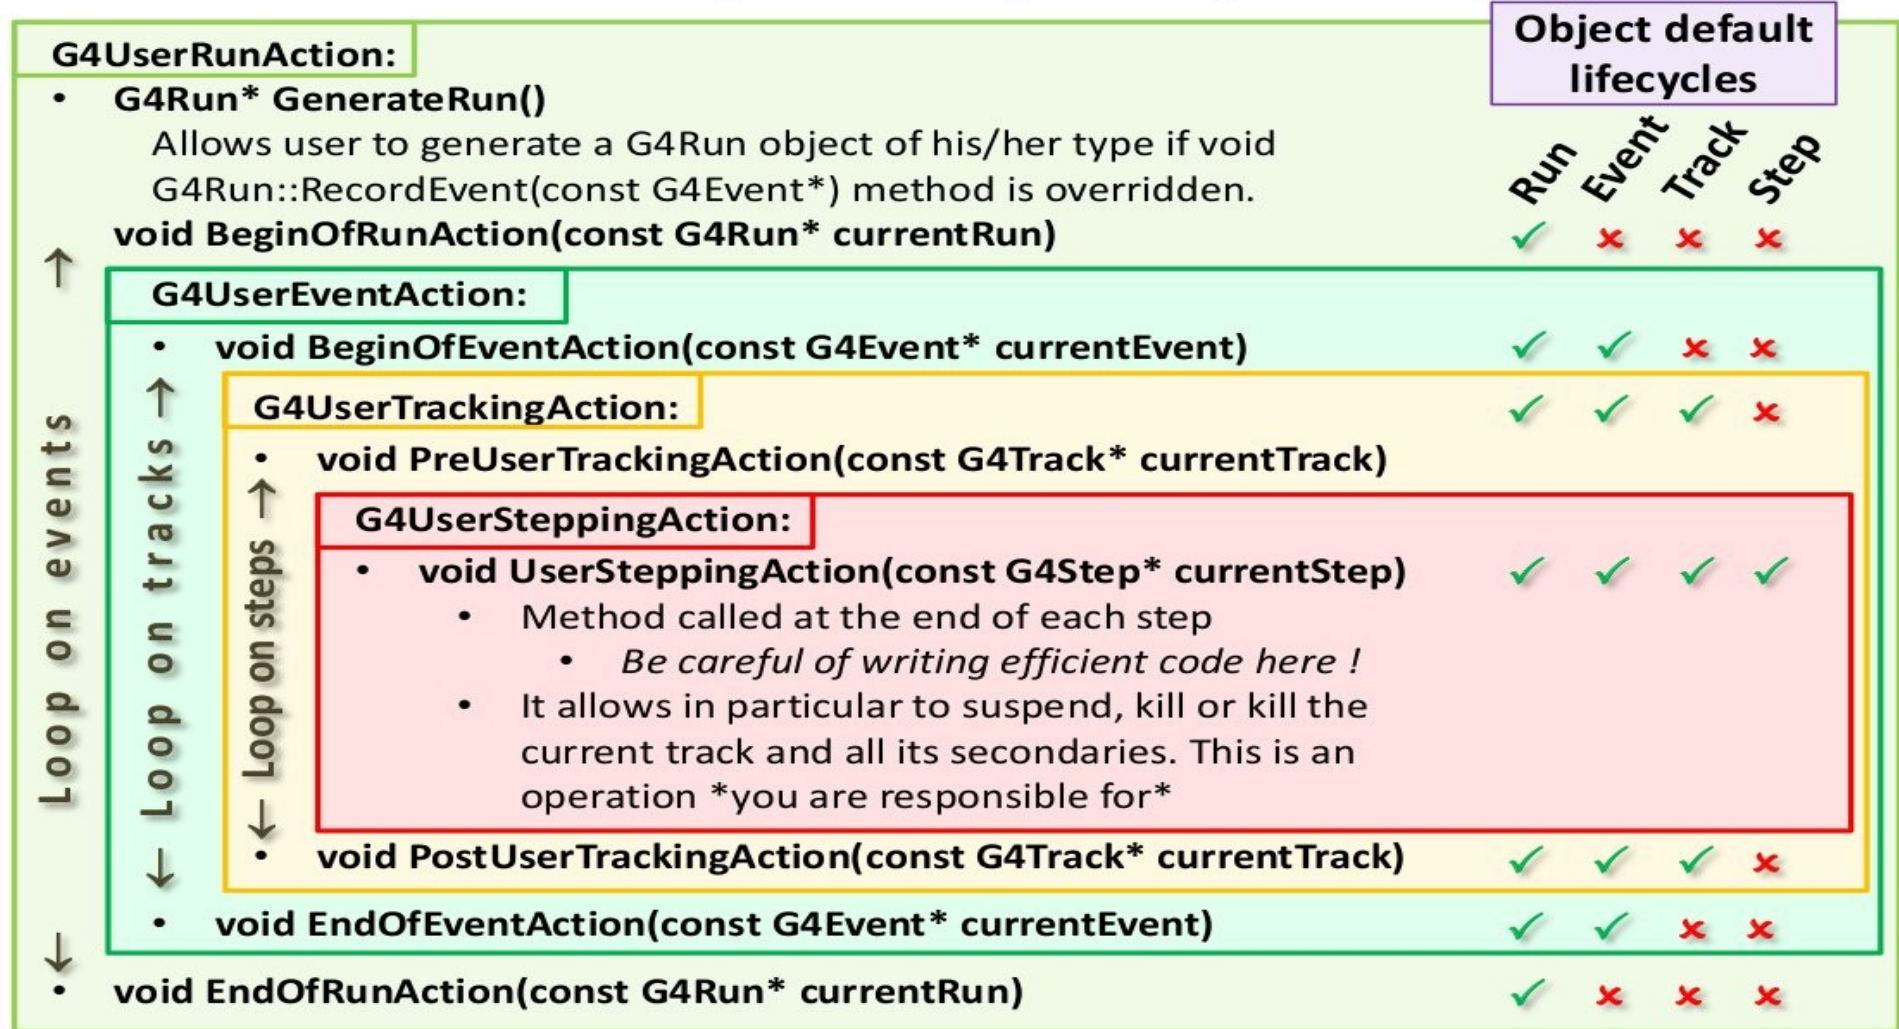 Object default
lifecycles
G4UserRunAction:
• G4Run* GenerateRun()
Allows user to generate a G4Run object of his/her type if void
G4Run::RecordEvent(const G4Event*) method is overridden.
Run Event Track Step
void BeginOfRunAction(const G4Run* currentRun) ✓ × × ×
G4UserEventAction:
• void BeginOfEventAction(const G4Event* currentEvent) ✓ ✓ × ×
G4UserTrackingAction: ✓ ✓ ✓ ×
• void PreUserTrackingAction(const G4Track* currentTrack)
G4UserSteppingAction:
• void UserSteppingAction(const G4Step* currentStep) ✓ ✓ ✓ ✓
• Method called at the end of each step
• Be careful of writing efficient code here !
• It allows in particular to suspend, kill or kill the
current track and all its secondaries. This is an
operation *you are responsible for*
• void PostUserTrackingAction(const G4Track* currentTrack) ✓ ✓ ✓ ×
• void EndOfEventAction(const G4Event* currentEvent) ✓ ✓ × ×
• void EndOfRunAction(const G4Run* currentRun) ✓ × × ×
← Loop on events →
← Loop on tracks →
← Loop on steps →